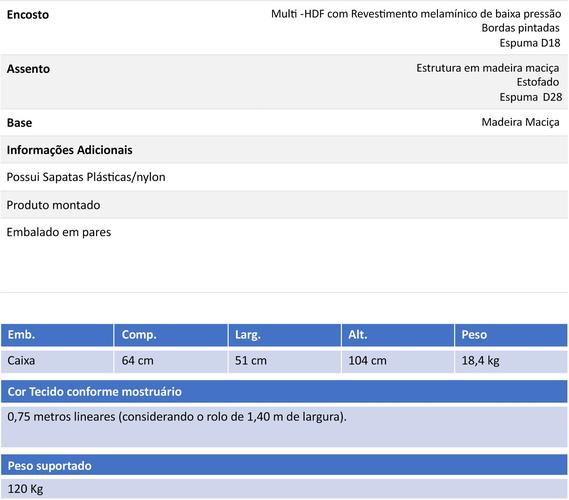 Encosto Multi -HDF com Revestimento melamínico de baixa pressão
Bordas pintadas
Espuma D18
Assento Estrutura em madeira maciça
Estofado
Espuma D28
Base Madeira Maciça
Informações Adicionais
Possui Sapatas Plásticas/nylon
Produto montado
Embalado em pares
Emb. Comp. Larg. Alt. Peso
Caixa 64 cm 51 cm 104 cm 18,4 kg
Cor Tecido conforme mostruário
0,75 metros lineares (considerando o rolo de 1,40 m de largura).
Peso suportado
120 Kg